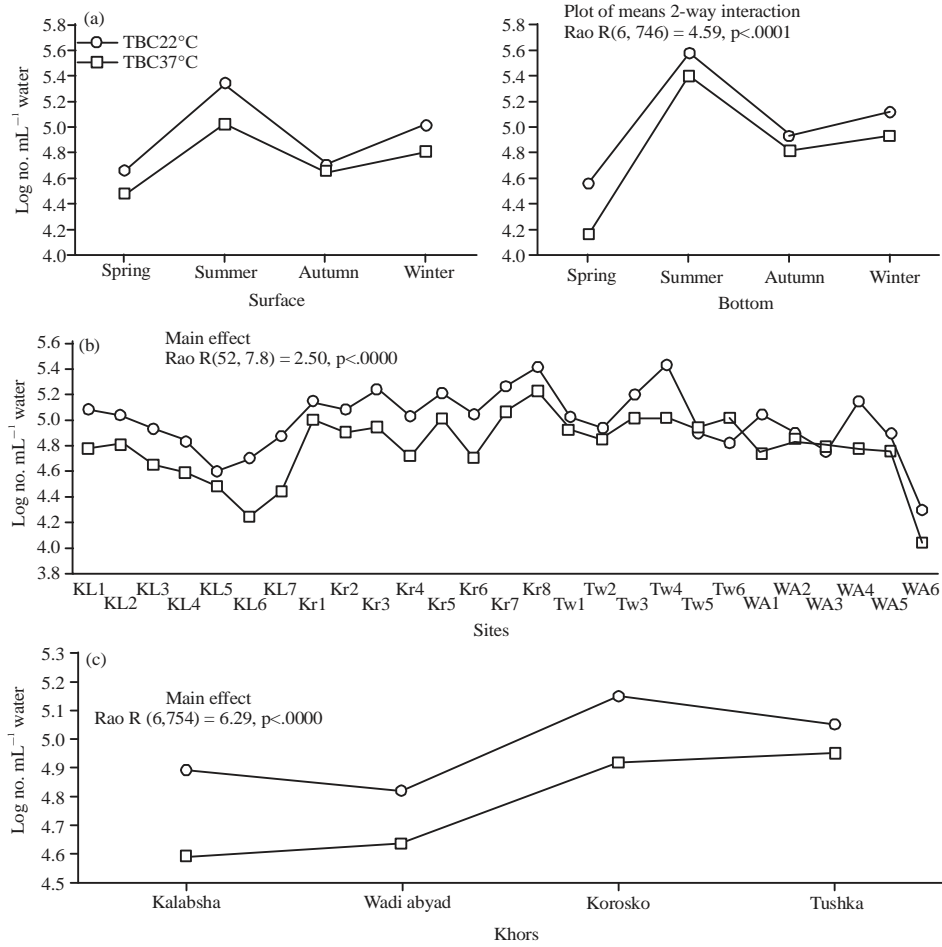 (a)
TBC22°C
TBC37°C
Log no. mL⁻¹ water
5.8
5.6
5.4
5.2
5.0
4.8
4.6
4.4
4.2
4.0
Spring Summer Autumn Winter
Surface
Plot of means 2-way interaction
Rao R(6, 746) = 4.59, p<.0001
5.8
5.6
5.4
5.2
5.0
4.8
4.6
4.4
4.2
4.0
Spring Summer Autumn Winter
Bottom
(b)
Main effect
Rao R(52, 7.8) = 2.50, p<.0000
Log no. mL⁻¹ water
5.6
5.4
5.2
5.0
4.8
4.6
4.4
4.2
4.0
3.8
KL1 KL3 KL5 KL7 Kr2 Kr4 Kr6 Kr8 Tw2 Tw4 Tw6 WA2 WA4 WA6
KL2 KL4 KL6 Kr1 Kr3 Kr5 Kr7 Tw1 Tw3 Tw5 WA1 WA3 WA5
Sites
(c)
Main effect
Rao R (6,754) = 6.29, p<.0000
Log no. mL⁻¹ water
5.3
5.2
5.1
5.0
4.9
4.8
4.7
4.6
4.5
Kalabsha Wadi abyad Korosko Tushka
Khors